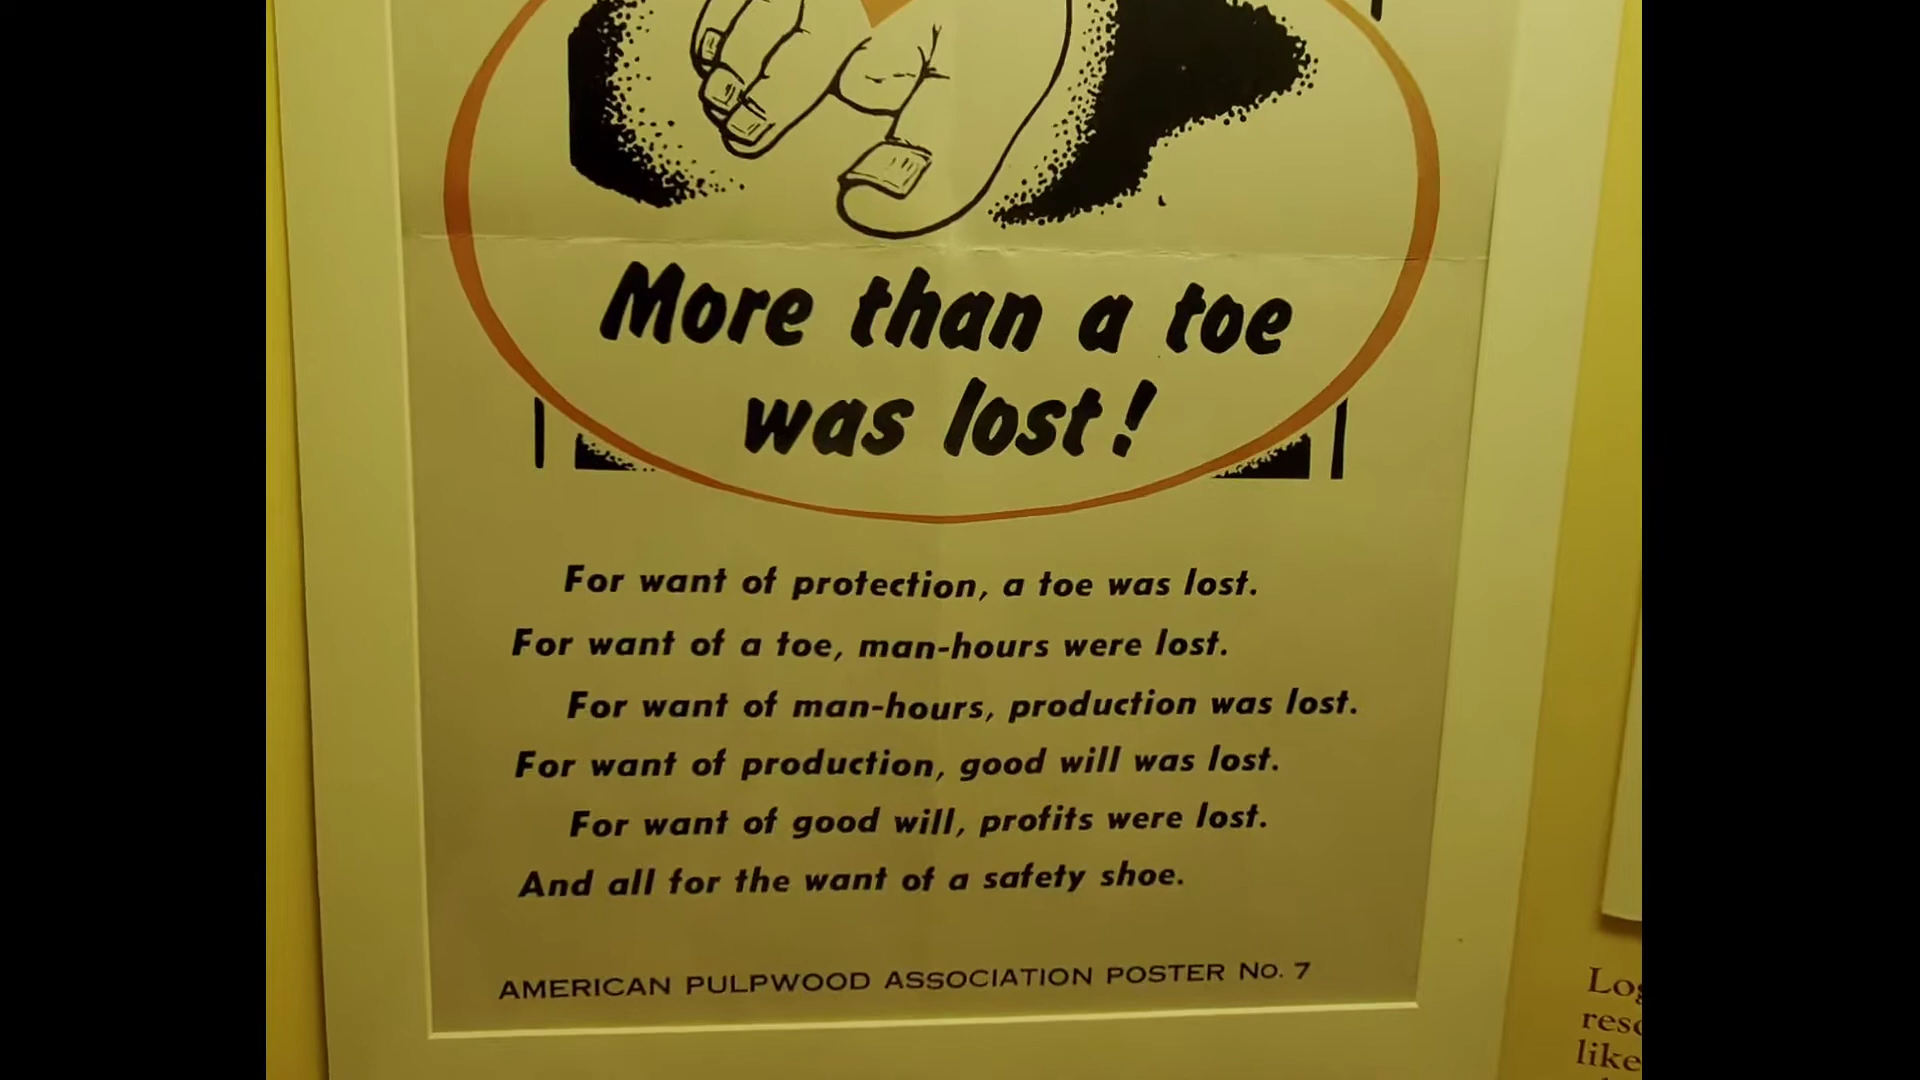 More than a toe
was lost!
For want of protection, a toe was lost.
For want of a toe, man-hours were lost.
For want of man-hours, production was lost.
For want of production, good will was lost.
For want of good will, profits were lost.
And all for the want of a safety shoe.
AMERICAN PULPWOOD ASSOCIATION POSTER No. 7
like